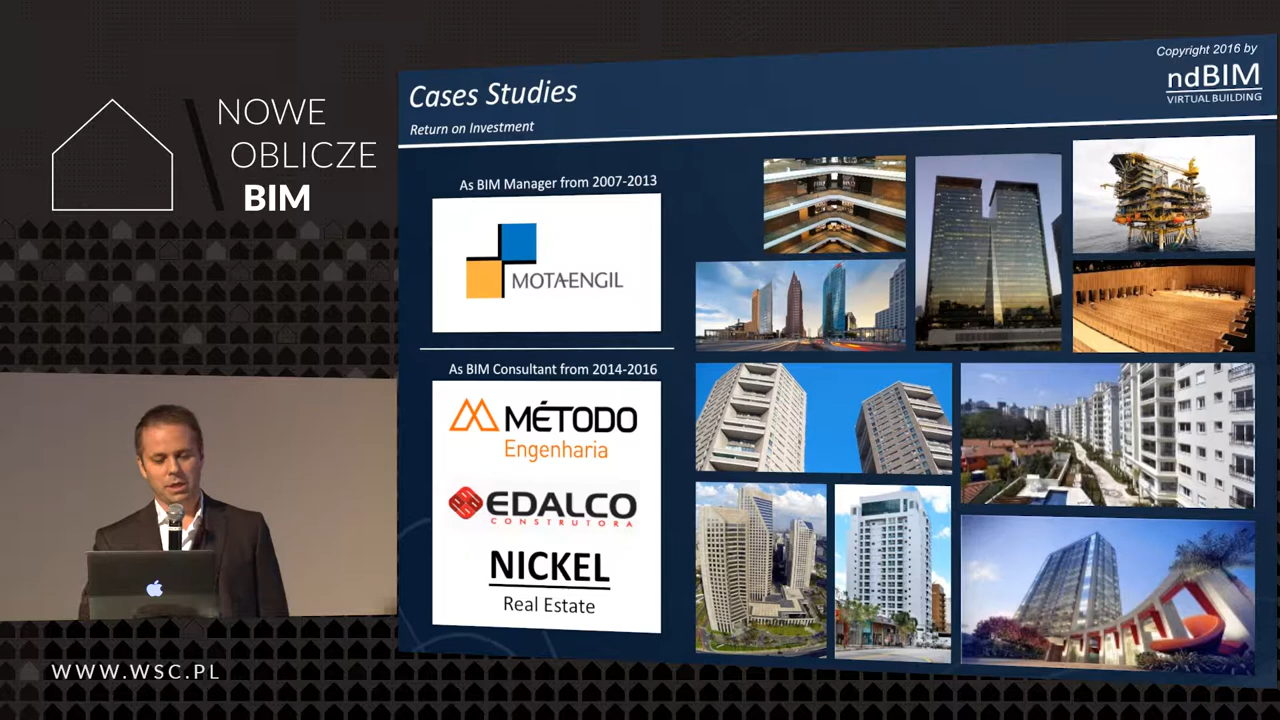 NOWE
OBLICZE
BIM
WWW.WSC.PL
Cases Studies
Return on Investment
Copyright 2016 by
ndBIM
VIRTUAL BUILDING
As BIM Manager from 2007-2013
MOTA-ENGIL
As BIM Consultant from 2014-2016
MÉTODO
Engenharia
EDALCO
CONSTRUTORA
NICKEL
Real Estate